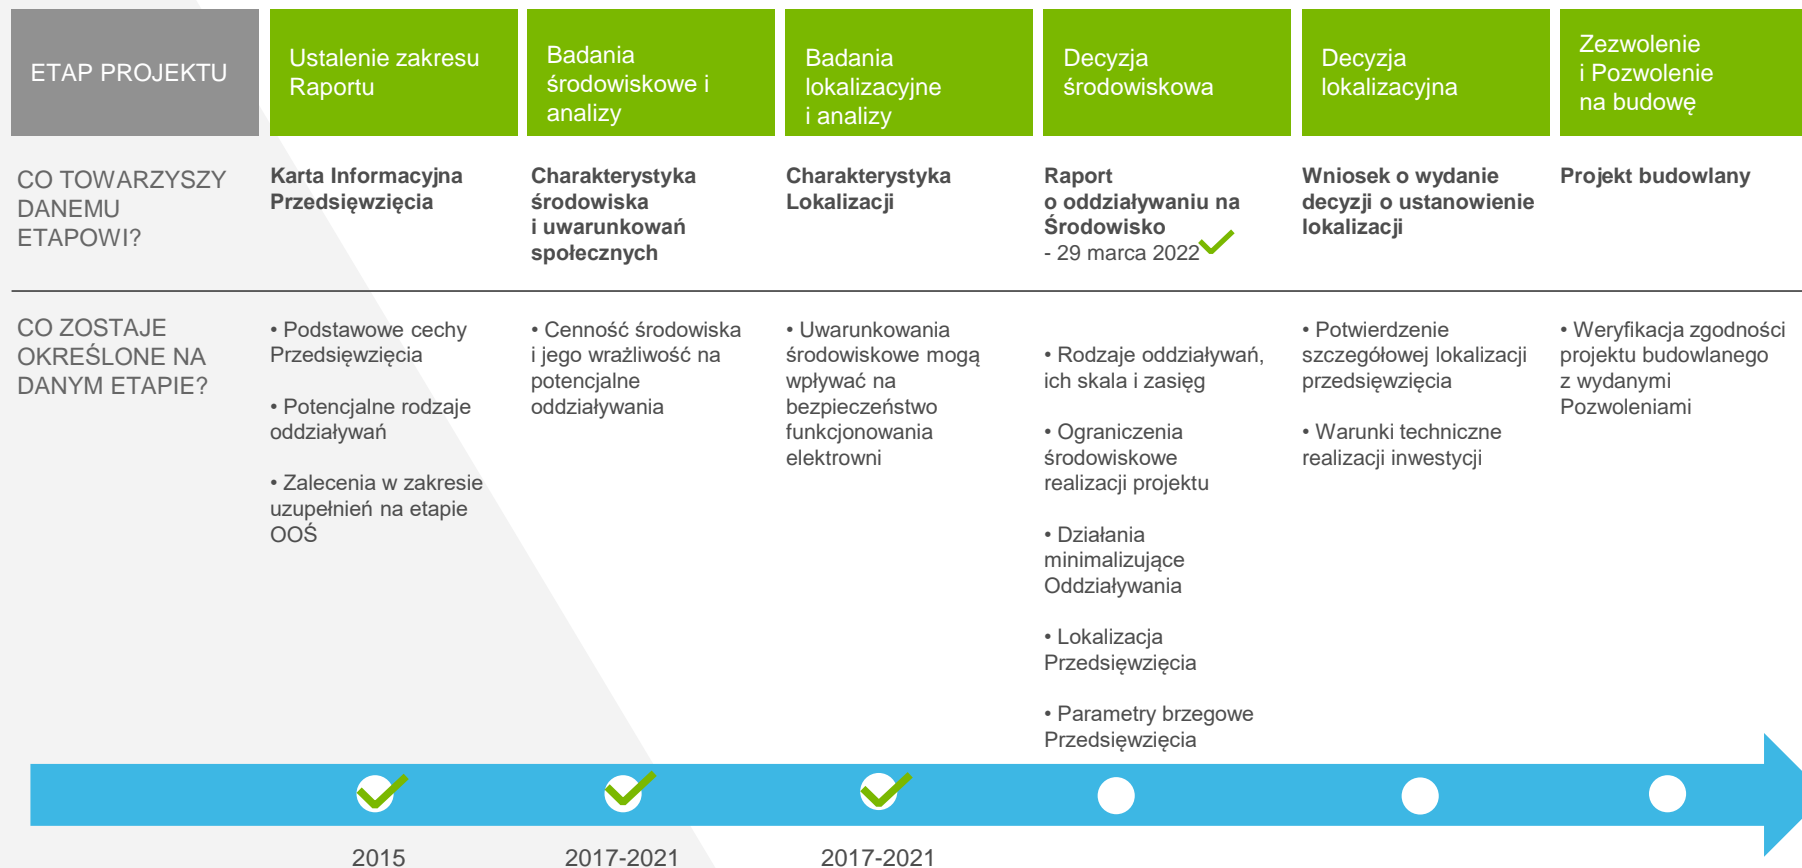 ETAP PROJEKTU
Ustalenie zakresu
Raportu
Badania
środowiskowe i
analizy
Badania
lokalizacyjne
i analizy
Decyzja
środowiskowa
Decyzja
lokalizacyjna
Zezwolenie
i Pozwolenie
na budowę
CO TOWARZYSZY
DANEMU
ETAPOWI?
Karta Informacyjna
Przedsięwzięcia
Charakterystyka
środowiska
i uwarunkowań
społecznych
Charakterystyka
Lokalizacji
Raport
o oddziaływaniu na
Środowisko
- 29 marca 2022
Wniosek o wydanie
decyzji o ustanowienie
lokalizacji
Projekt budowlany
CO ZOSTAJE
OKREŚLONE NA
DANYM ETAPIE?
• Podstawowe cechy
Przedsięwzięcia
• Potencjalne rodzaje
oddziaływań
• Zalecenia w zakresie
uzupełnień na etapie
OOŚ
• Cenność środowiska
i jego wrażliwość na
potencjalne
oddziaływania
• Uwarunkowania
środowiskowe mogą
wpływać na
bezpieczeństwo
funkcjonowania
elektrowni
• Rodzaje oddziaływań,
ich skala i zasięg
• Ograniczenia
środowiskowe
realizacji projektu
• Działania
minimalizujące
Oddziaływania
• Lokalizacja
Przedsięwzięcia
• Parametry brzegowe
Przedsięwzięcia
• Potwierdzenie
szczegółowej lokalizacji
przedsięwzięcia
• Warunki techniczne
realizacji inwestycji
• Weryfikacja zgodności
projektu budowlanego
z wydanymi
Pozwoleniami
2015
2017-2021
2017-2021